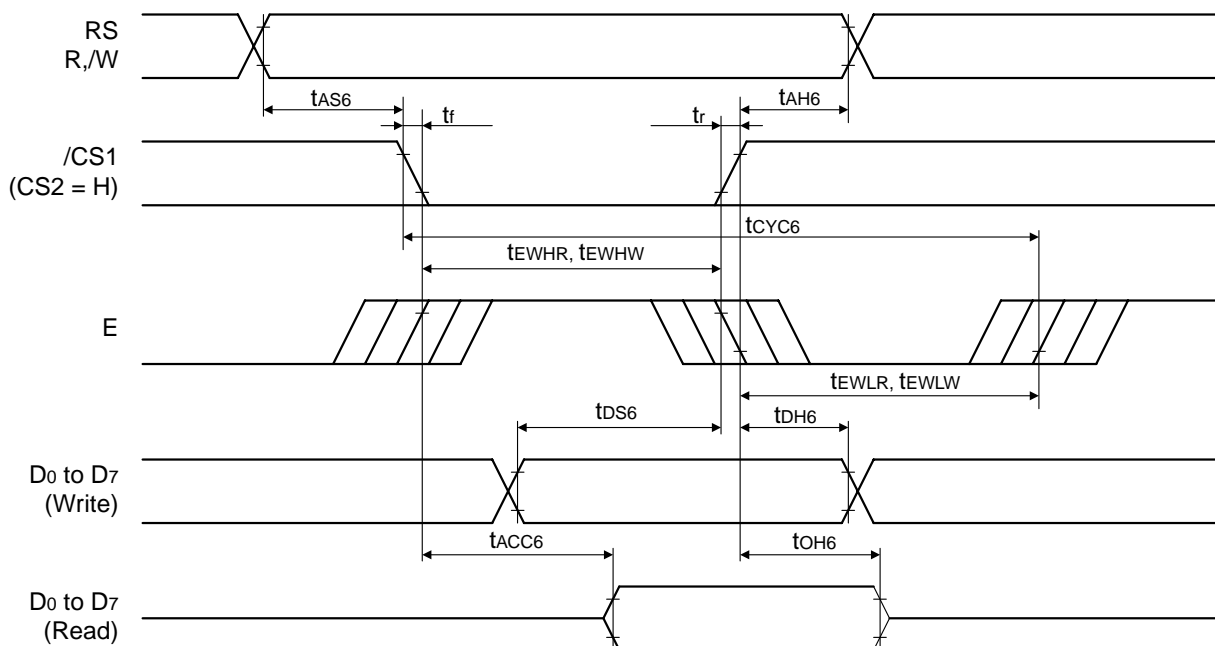 RS
R,/W
tAS6
tAH6
tf
tr
/CS1
(CS2 = H)
tCYC6
tEWHR, tEWHW
E
tEWLR, tEWLW
tDS6
tDH6
D0 to D7
(Write)
tACC6
tOH6
D0 to D7
(Read)